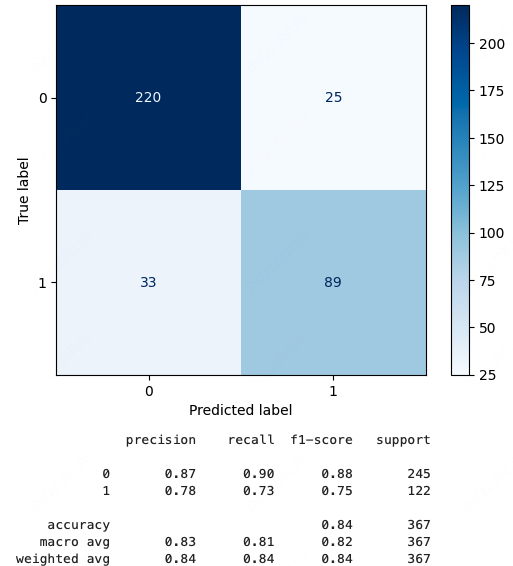 220 25
33 89
0
1
True label
0 1
Predicted label
200
175
150
125
100
75
50
25
precision recall f1-score support
0 0.87 0.90 0.88 245
1 0.78 0.73 0.75 122
accuracy 0.84 367
macro avg 0.83 0.81 0.82 367
weighted avg 0.84 0.84 0.84 367